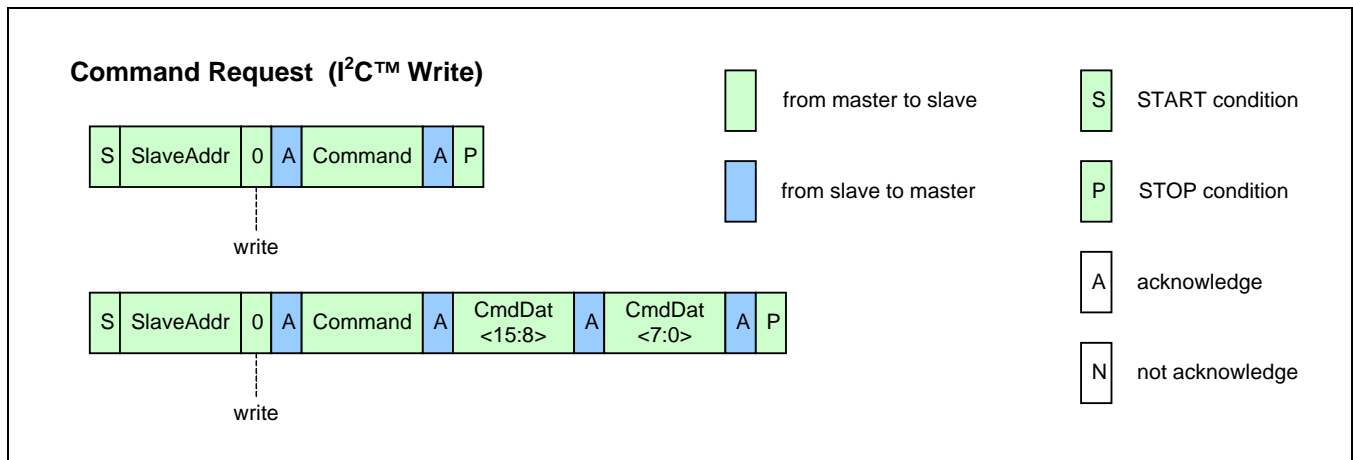 Command Request (I²C™ Write)
from master to slave
S START condition
S SlaveAddr 0 A Command A P
from slave to master
P STOP condition
write
A acknowledge
S SlaveAddr 0 A Command A CmdDat <15:8> A CmdDat <7:0> A P
N not acknowledge
write